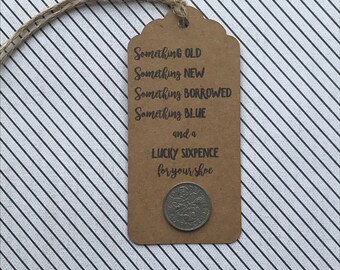 Something OLD
Something NEW
Something BORROWED
Something BLUE
and a
LUCKY SIXPENCE
for your shoe